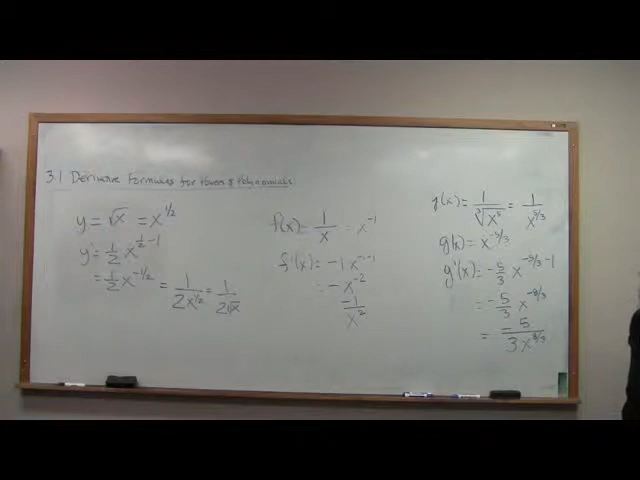 3.1 Derivative Formulas for Powers & Polynomials
y = √x = x^{1/2}
y' = 1/2 x^{1/2 - 1}
= 1/2 x^{-1/2} = 1/(2x^{1/2}) = 1/(2√x)
f(x) = 1/x = x^{-1}
f'(x) = -1 x^{-1-1}
= -x^{-2}
-1/x^2
g(x) = 1/∛(x^5) = 1/x^{5/3}
g(x) = x^{-5/3}
g'(x) = -5/3 x^{-5/3 - 1}
= -5/3 x^{-8/3}
= -5/(3x^{8/3})